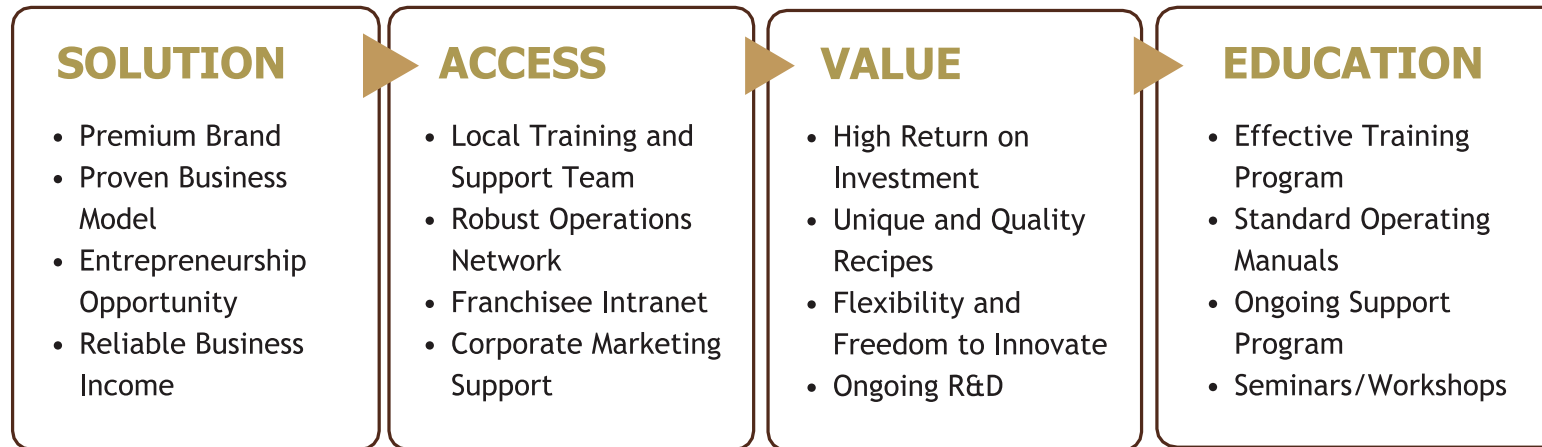 SOLUTION
• Premium Brand
• Proven Business
Model
• Entrepreneurship
Opportunity
• Reliable Business
Income
ACCESS
• Local Training and
Support Team
• Robust Operations
Network
• Franchisee Intranet
• Corporate Marketing
Support
VALUE
• High Return on
Investment
• Unique and Quality
Recipes
• Flexibility and
Freedom to Innovate
• Ongoing R&D
EDUCATION
• Effective Training
Program
• Standard Operating
Manuals
• Ongoing Support
Program
• Seminars/Workshops